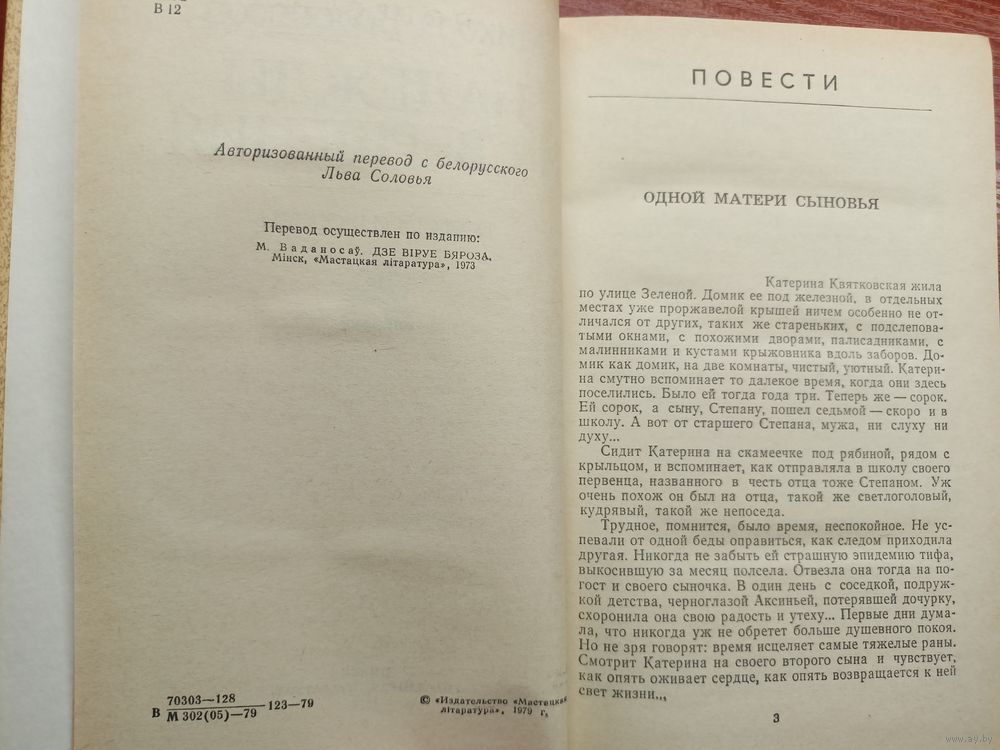 В 12
Авторизованный перевод с белорусского
Льва Соловья
Перевод осуществлен по изданию:
М. Ваданосаў. ДЗЕ ВІРУЕ БЯРОЗА.
Мінск, «Мастацкая літаратура», 1973
70303—128
В ——— 123—79
М 302(05)—79
© «Издательство «Мастацкая
літаратура», 1979 г.
ПОВЕСТИ
ОДНОЙ МАТЕРИ СЫНОВЬЯ
Катерина Квятковская жила
по улице Зеленой. Домик ее под железной, в отдельных
местах уже проржавелой крышей ничем особенно не от-
личался от других, таких же стареньких, с подслепова-
тыми окнами, с похожими дворами, палисадниками, с
малинниками и кустами крыжовника вдоль заборов. До-
мик как домик, на две комнаты, чистый, уютный. Катери-
на смутно вспоминает то далекое время, когда они здесь
поселились. Было ей тогда года три. Теперь же — сорок.
Ей сорок, а сыну, Степану, пошел седьмой — скоро и в
школу. А вот от старшего Степана, мужа, ни слуху ни
духу...
Сидит Катерина на скамеечке под рябиной, рядом с
крыльцом, и вспоминает, как отправляла в школу своего
первенца, названного в честь отца тоже Степаном. Уж
очень похож он был на отца, такой же светлоголовый,
кудрявый, такой же непоседа.
Трудное, помнится, было время, неспокойное. Не ус-
певали от одной беды оправиться, как следом приходила
другая. Никогда не забыть ей страшную эпидемию тифа,
выкосившую за месяц полсела. Отвезла она тогда на по-
гост и своего сыночка. В один день с соседкой, подруж-
кой детства, черноглазой Аксиньей, потерявшей дочурку,
схоронила она свою радость и утеху... Первые дни дума-
ла, что никогда уж не обретет больше душевного покоя.
Но не зря говорят: время исцеляет самые тяжелые раны.
Смотрит Катерина на своего второго сына и чувствует,
как опять оживает сердце, как опять возвращается к ней
свет жизни...
3
www.ay.by